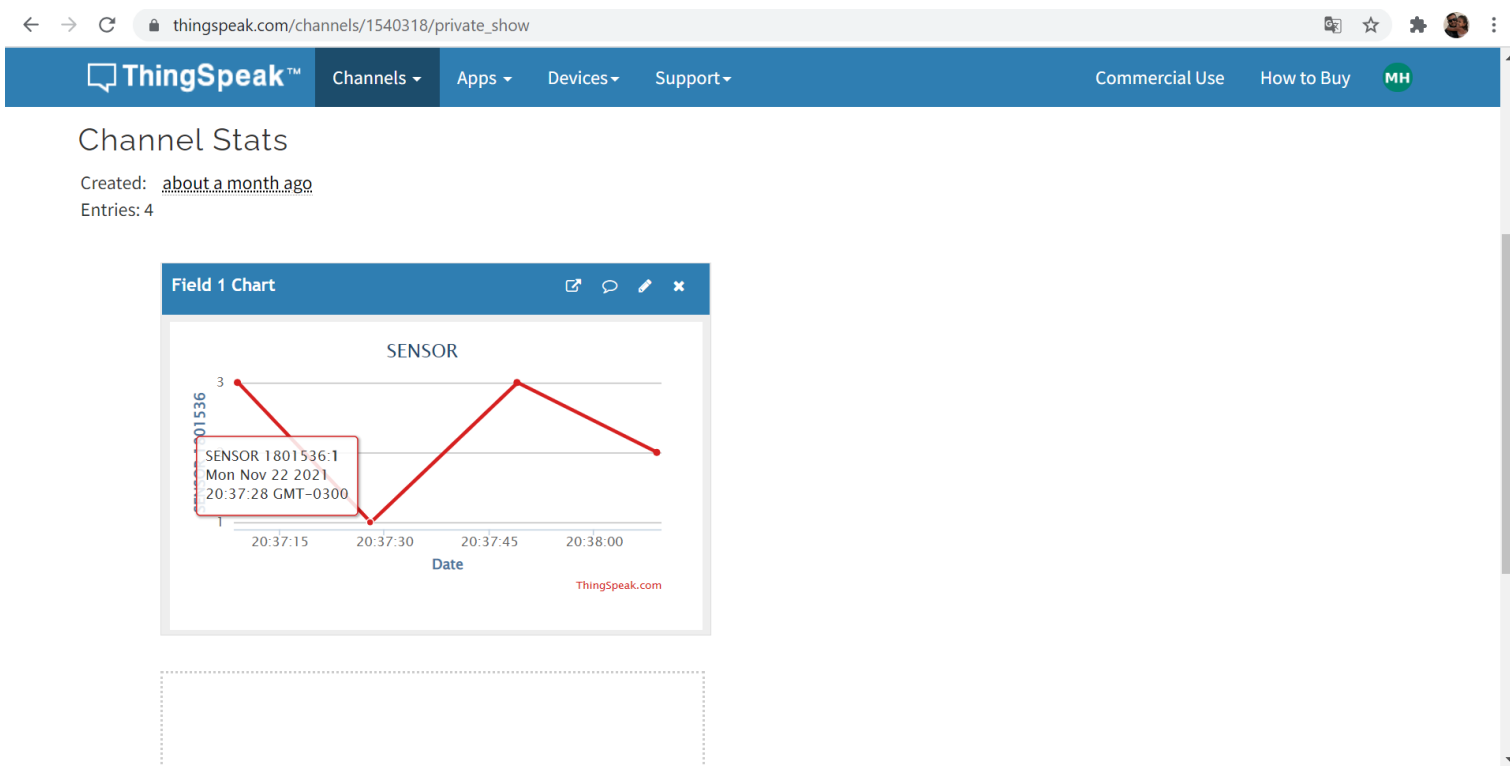 thingspeak.com/channels/1540318/private_show
ThingSpeak™ Channels Apps Devices Support Commercial Use How to Buy MH
Channel Stats
Created: about a month ago
Entries: 4
Field 1 Chart
SENSOR
3
1801536
SENSOR 1801536:1
Mon Nov 22 2021
20:37:28 GMT-0300
1
20:37:15 20:37:30 20:37:45 20:38:00
Date
ThingSpeak.com